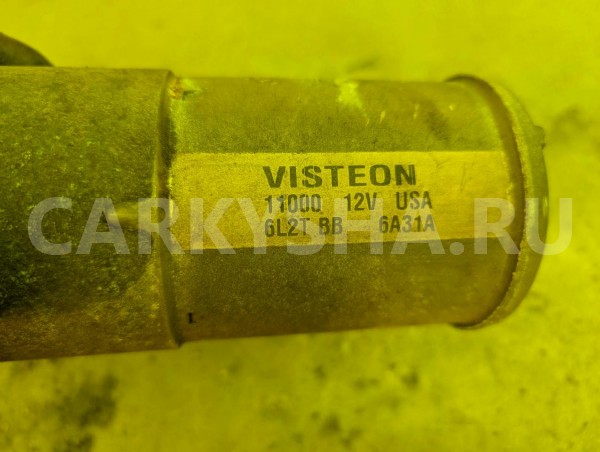 VISTEON
11000 12V USA
6L2T BB 6A31A
CARKYSHA.RU